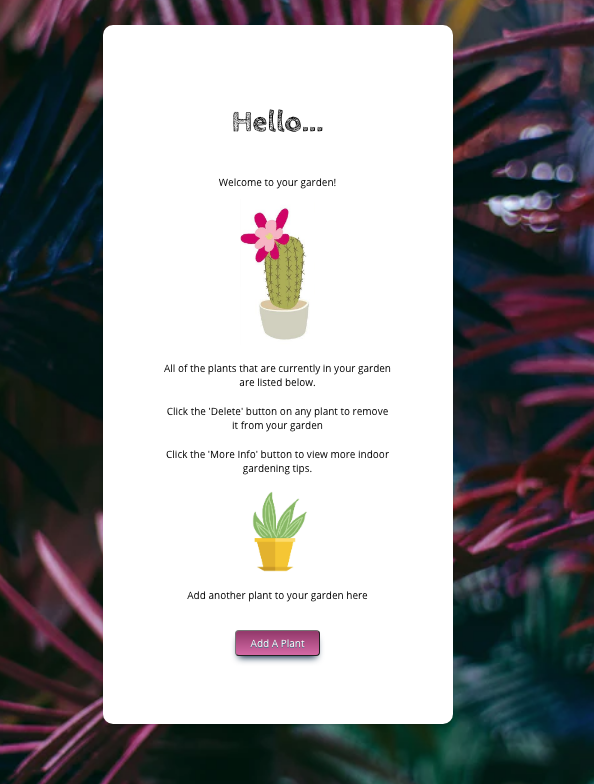 Hello...
Welcome to your garden!
All of the plants that are currently in your garden
are listed below.
Click the 'Delete' button on any plant to remove
it from your garden
Click the 'More Info' button to view more indoor
gardening tips.
Add another plant to your garden here
Add A Plant